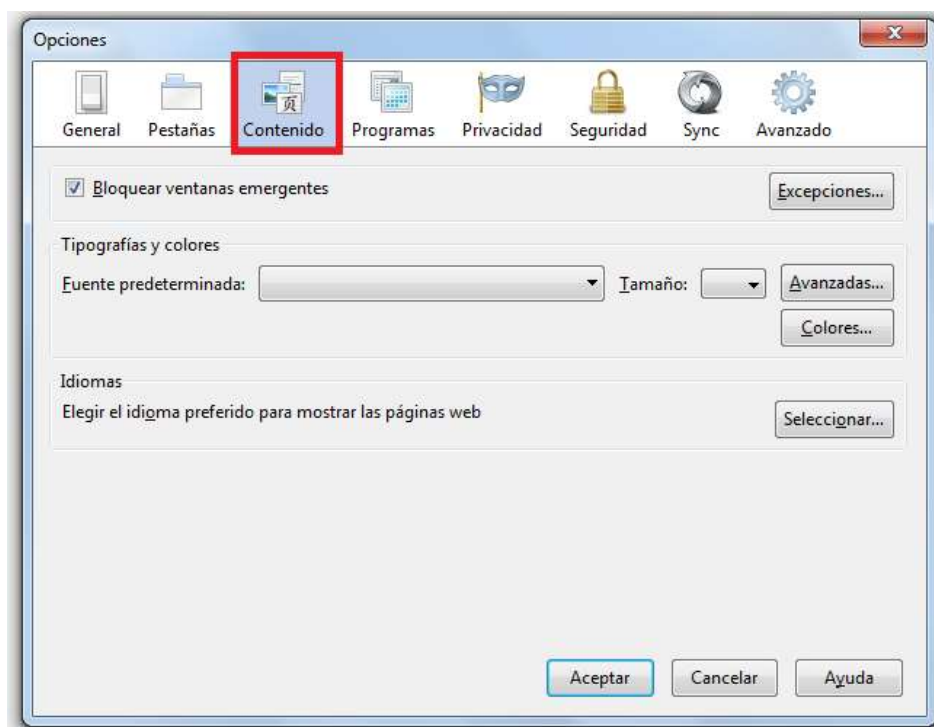 Opciones
General Pestañas Contenido Programas Privacidad Seguridad Sync Avanzado
Bloquear ventanas emergentes Excepciones...
Tipografías y colores
Fuente predeterminada: Tamaño: Avanzadas...
Colores...
Idiomas
Elegir el idioma preferido para mostrar las páginas web Seleccionar...
Aceptar Cancelar Ayuda